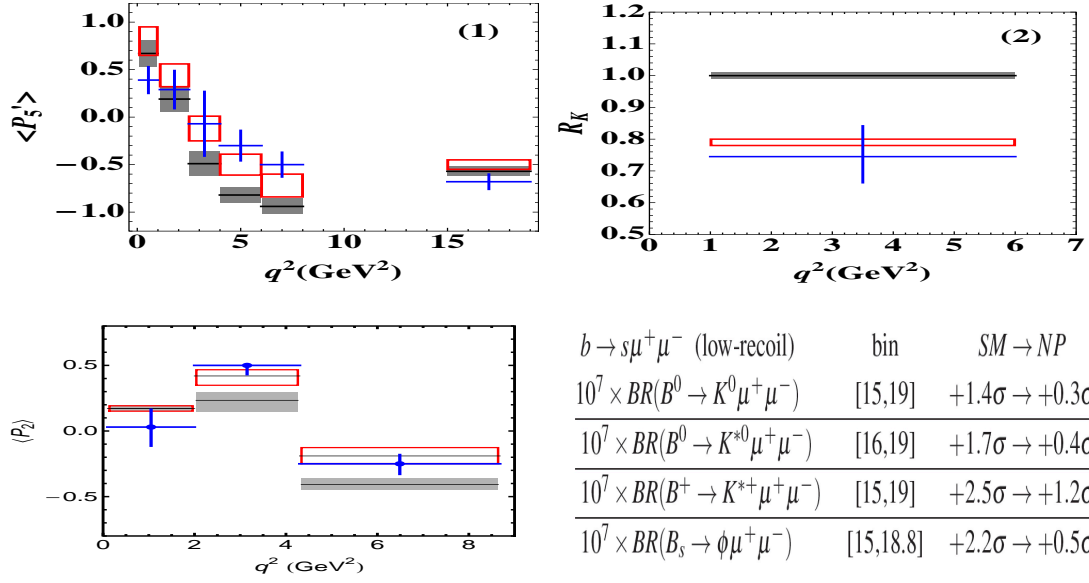 (1)
1.0
0.5
0.0
−0.5
−1.0
<P₅'>
0 5 10 15
q²(GeV²)
(2)
1.2
1.1
1.0
0.9
0.8
0.7
0.6
0.5
R_K
0 1 2 3 4 5 6 7
q²(GeV²)
0.5
0.0
−0.5
⟨P₂⟩
0 2 4 6 8
q² (GeV²)
b → sμ⁺μ⁻ (low-recoil) bin SM → NP
10⁷ × BR(B⁰ → K⁰μ⁺μ⁻) [15,19] +1.4σ → +0.3σ
10⁷ × BR(B⁰ → K*⁰μ⁺μ⁻) [16,19] +1.7σ → +0.4σ
10⁷ × BR(B⁺ → K*⁺μ⁺μ⁻) [15,19] +2.5σ → +1.2σ
10⁷ × BR(B_s → ϕμ⁺μ⁻) [15,18.8] +2.2σ → +0.5σ